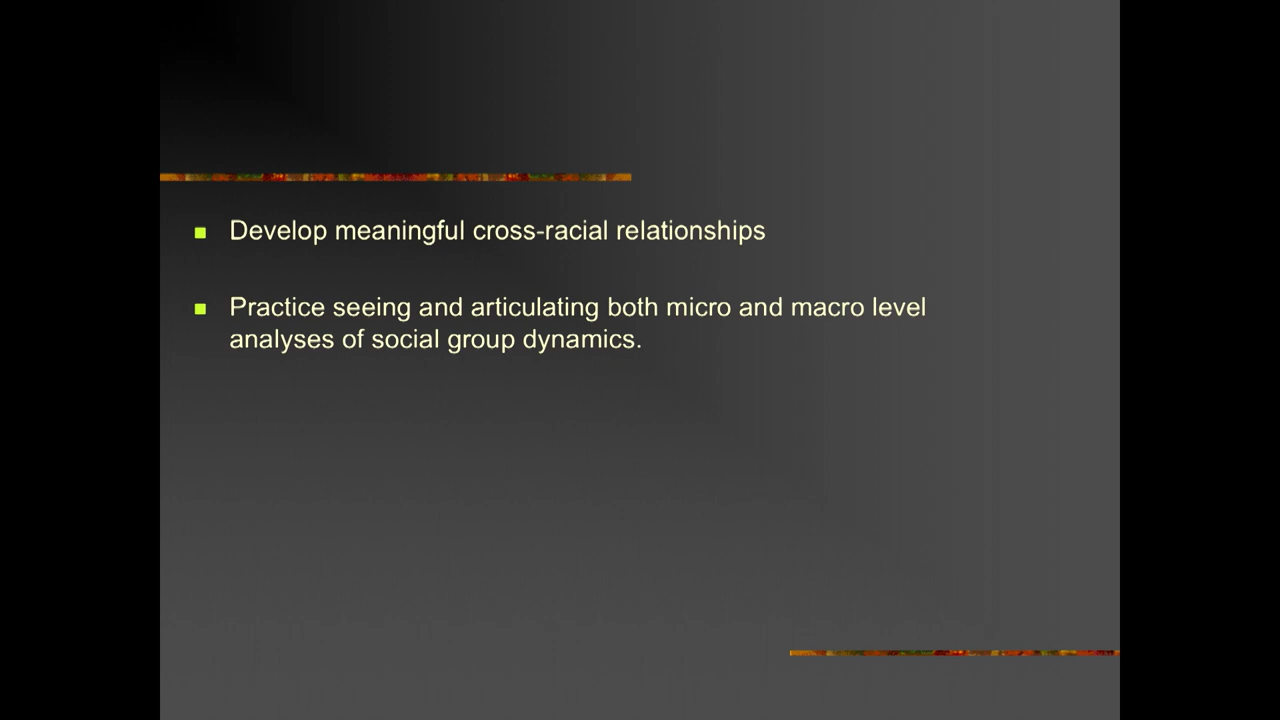 Develop meaningful cross-racial relationships
Practice seeing and articulating both micro and macro level
analyses of social group dynamics.